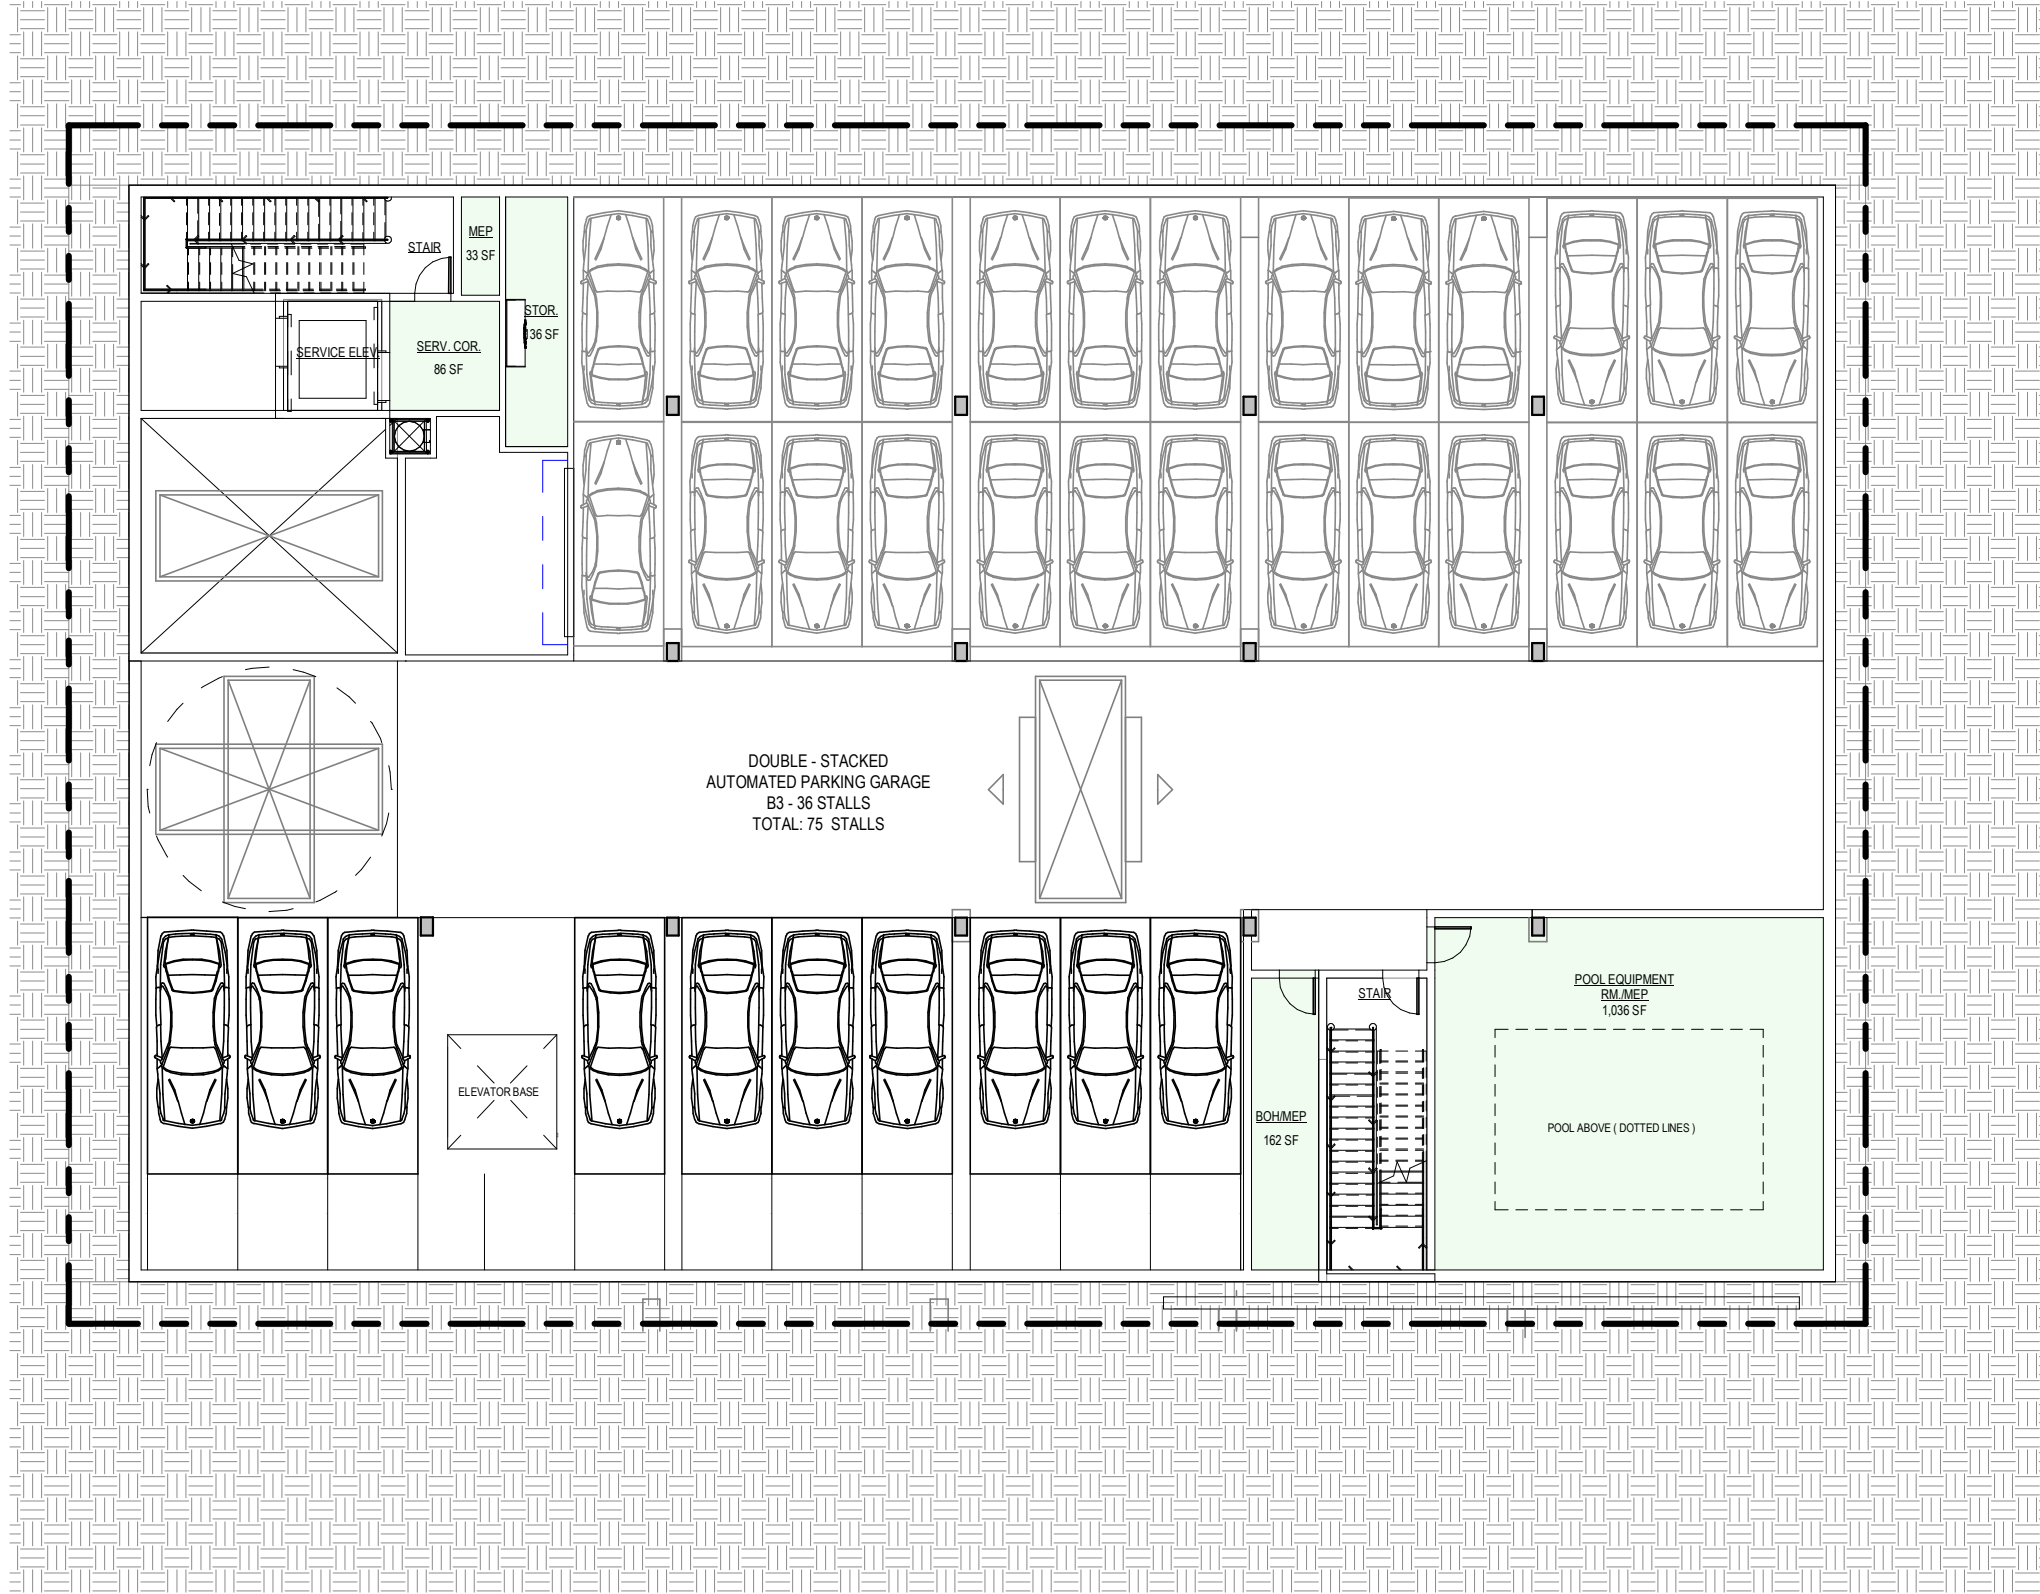 STAIR
MEP
33 SF
STOR.
136 SF
SERVICE ELEV.
SERV. COR.
86 SF
DOUBLE - STACKED
AUTOMATED PARKING GARAGE
B3 - 36 STALLS
TOTAL: 75 STALLS
ELEVATOR BASE
BOH/MEP
162 SF
STAIR
POOL EQUIPMENT
RM./MEP
1,036 SF
POOL ABOVE ( DOTTED LINES )